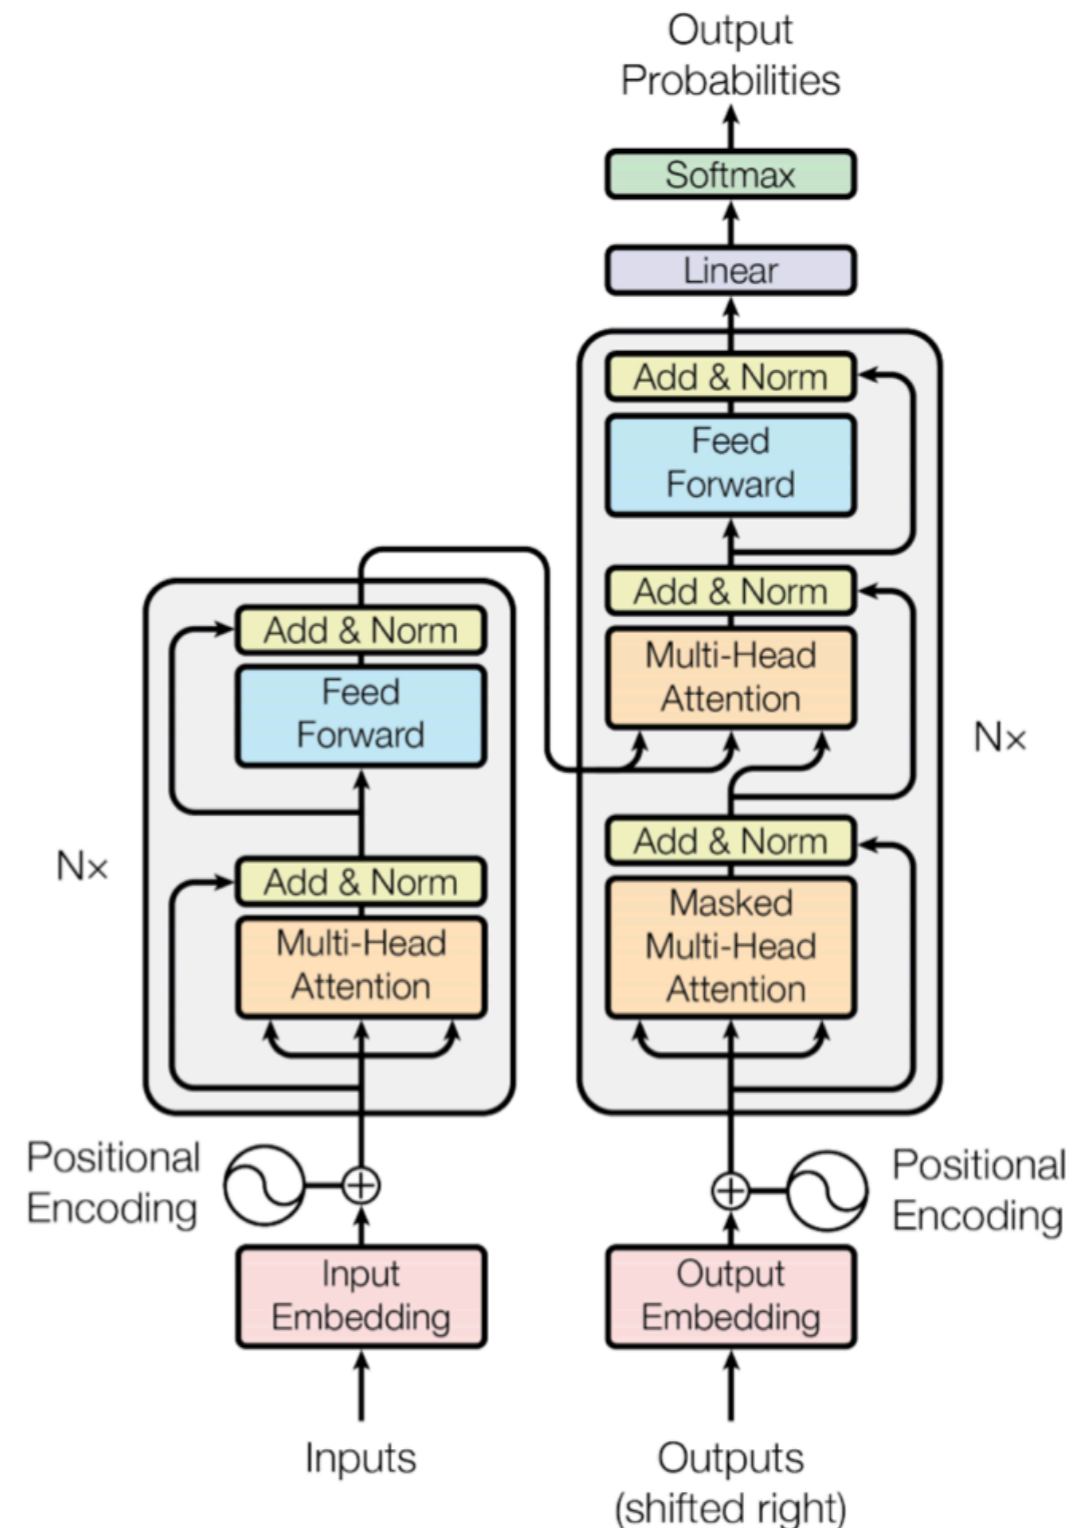 Output
Probabilities
Softmax
Linear
Add & Norm
Feed
Forward
Add & Norm
Multi-Head
Attention
N×
Add & Norm
Masked
Multi-Head
Attention
Add & Norm
Feed
Forward
N×
Add & Norm
Multi-Head
Attention
Positional
Encoding
Positional
Encoding
Input
Embedding
Output
Embedding
Inputs
Outputs
(shifted right)